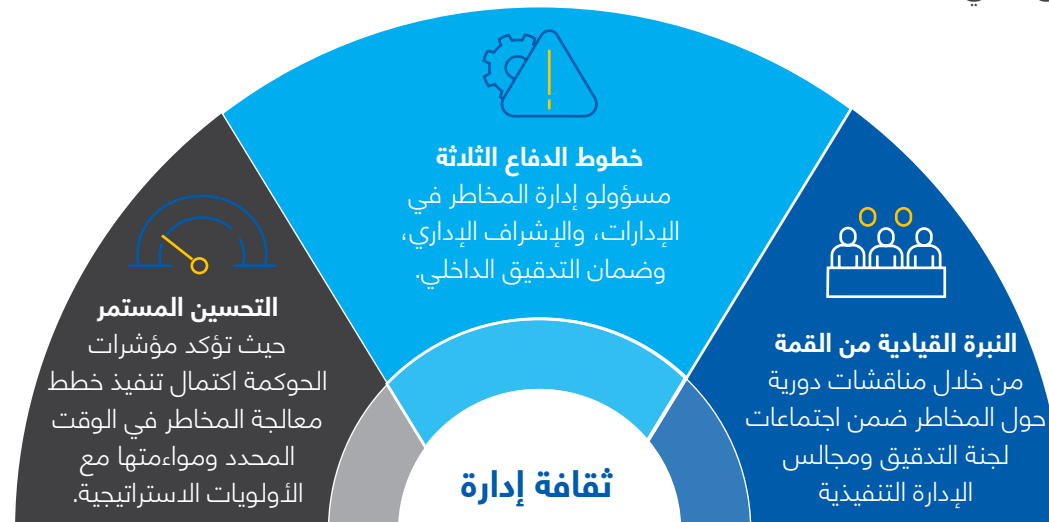 النبرة القيادية من القمة
من خلال مناقشات دورية
حول المخاطر ضمن اجتماعات
لجنة التدقيق ومجالس
الإدارة التنفيذية
خطوط الدفاع الثلاثة
مسؤولو إدارة المخاطر في
الإدارات، والإشراف الإداري،
وضمان التدقيق الداخلي.
التحسين المستمر
حيث تؤكد مؤشرات
الحوكمة اكتمال تنفيذ خطط
معالجة المخاطر في الوقت
المحدد ومواءمتها مع
الأولويات الاستراتيجية.
ثقافة إدارة